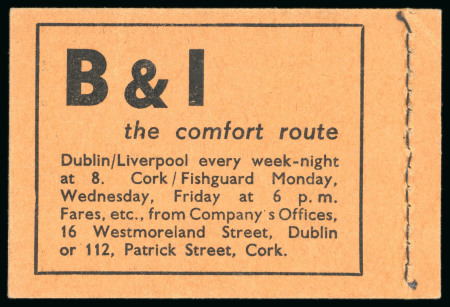 B & I
the comfort route
Dublin/Liverpool every week-night
at 8. Cork/Fishguard Monday,
Wednesday, Friday at 6 p.m.
Fares, etc., from Company's Offices,
16 Westmoreland Street, Dublin
or 112, Patrick Street, Cork.